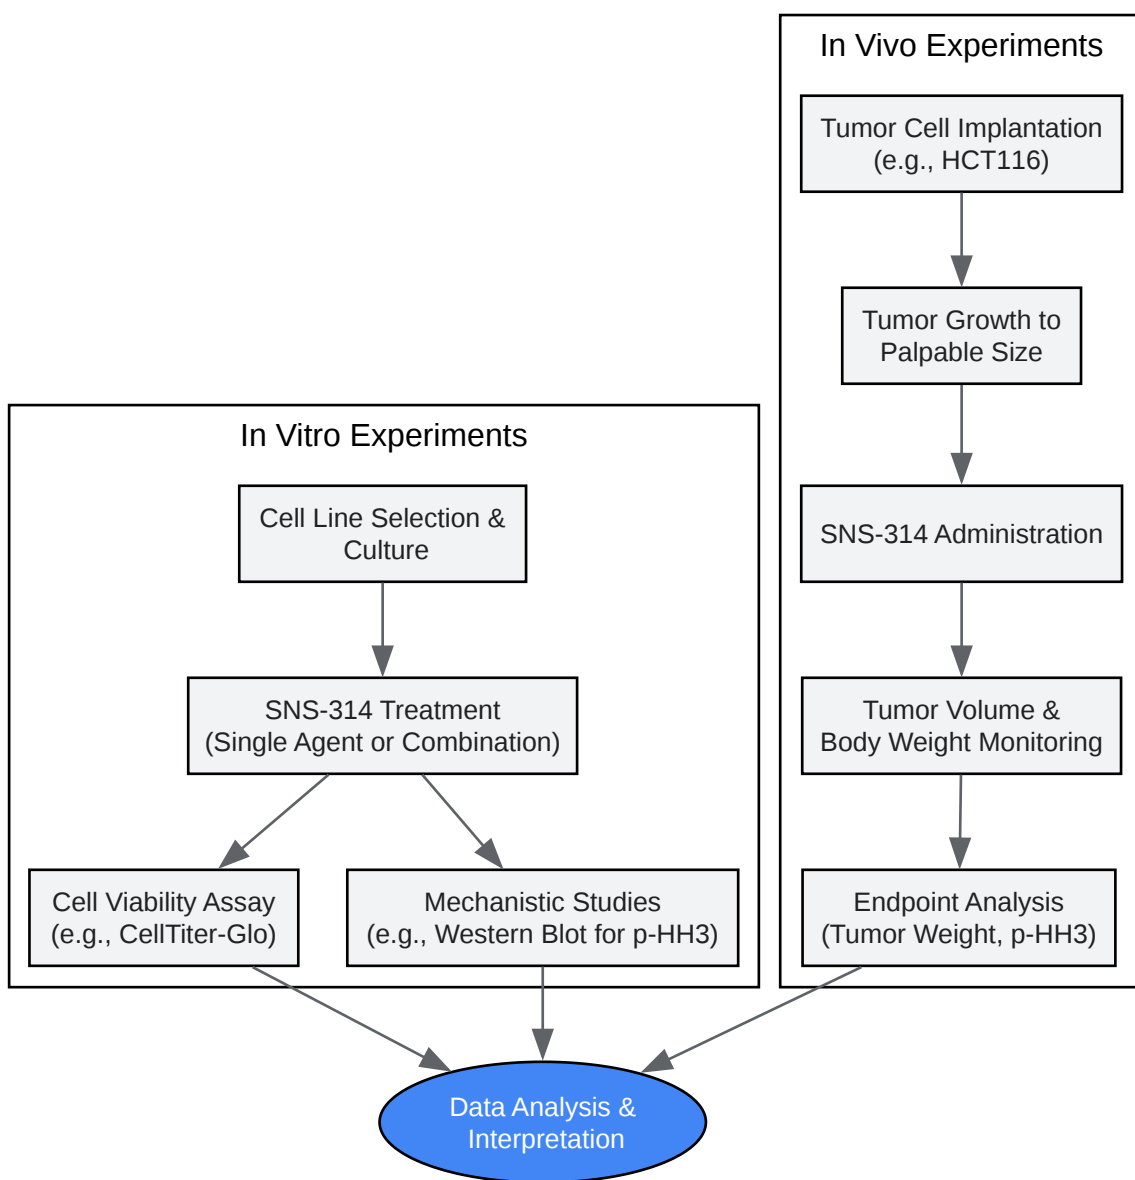 In Vivo Experiments
Tumor Cell Implantation
(e.g., HCT116)
Tumor Growth to
Palpable Size
SNS-314 Administration
Tumor Volume &
Body Weight Monitoring
Endpoint Analysis
(Tumor Weight, p-HH3)
In Vitro Experiments
Cell Line Selection &
Culture
SNS-314 Treatment
(Single Agent or Combination)
Cell Viability Assay
(e.g., CellTiter-Glo)
Mechanistic Studies
(e.g., Western Blot for p-HH3)
Data Analysis &
Interpretation